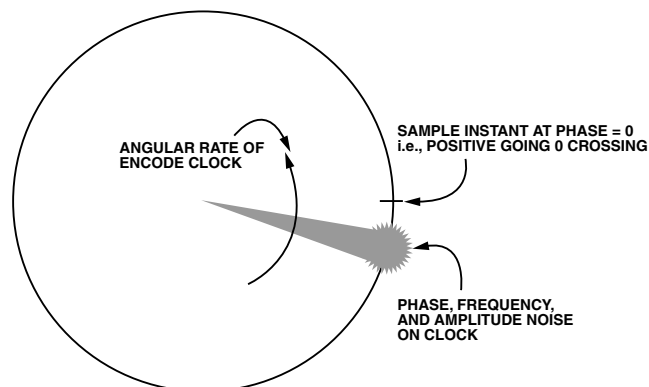 SAMPLE INSTANT AT PHASE = 0
i.e., POSITIVE GOING 0 CROSSING
ANGULAR RATE OF
ENCODE CLOCK
PHASE, FREQUENCY,
AND AMPLITUDE NOISE
ON CLOCK